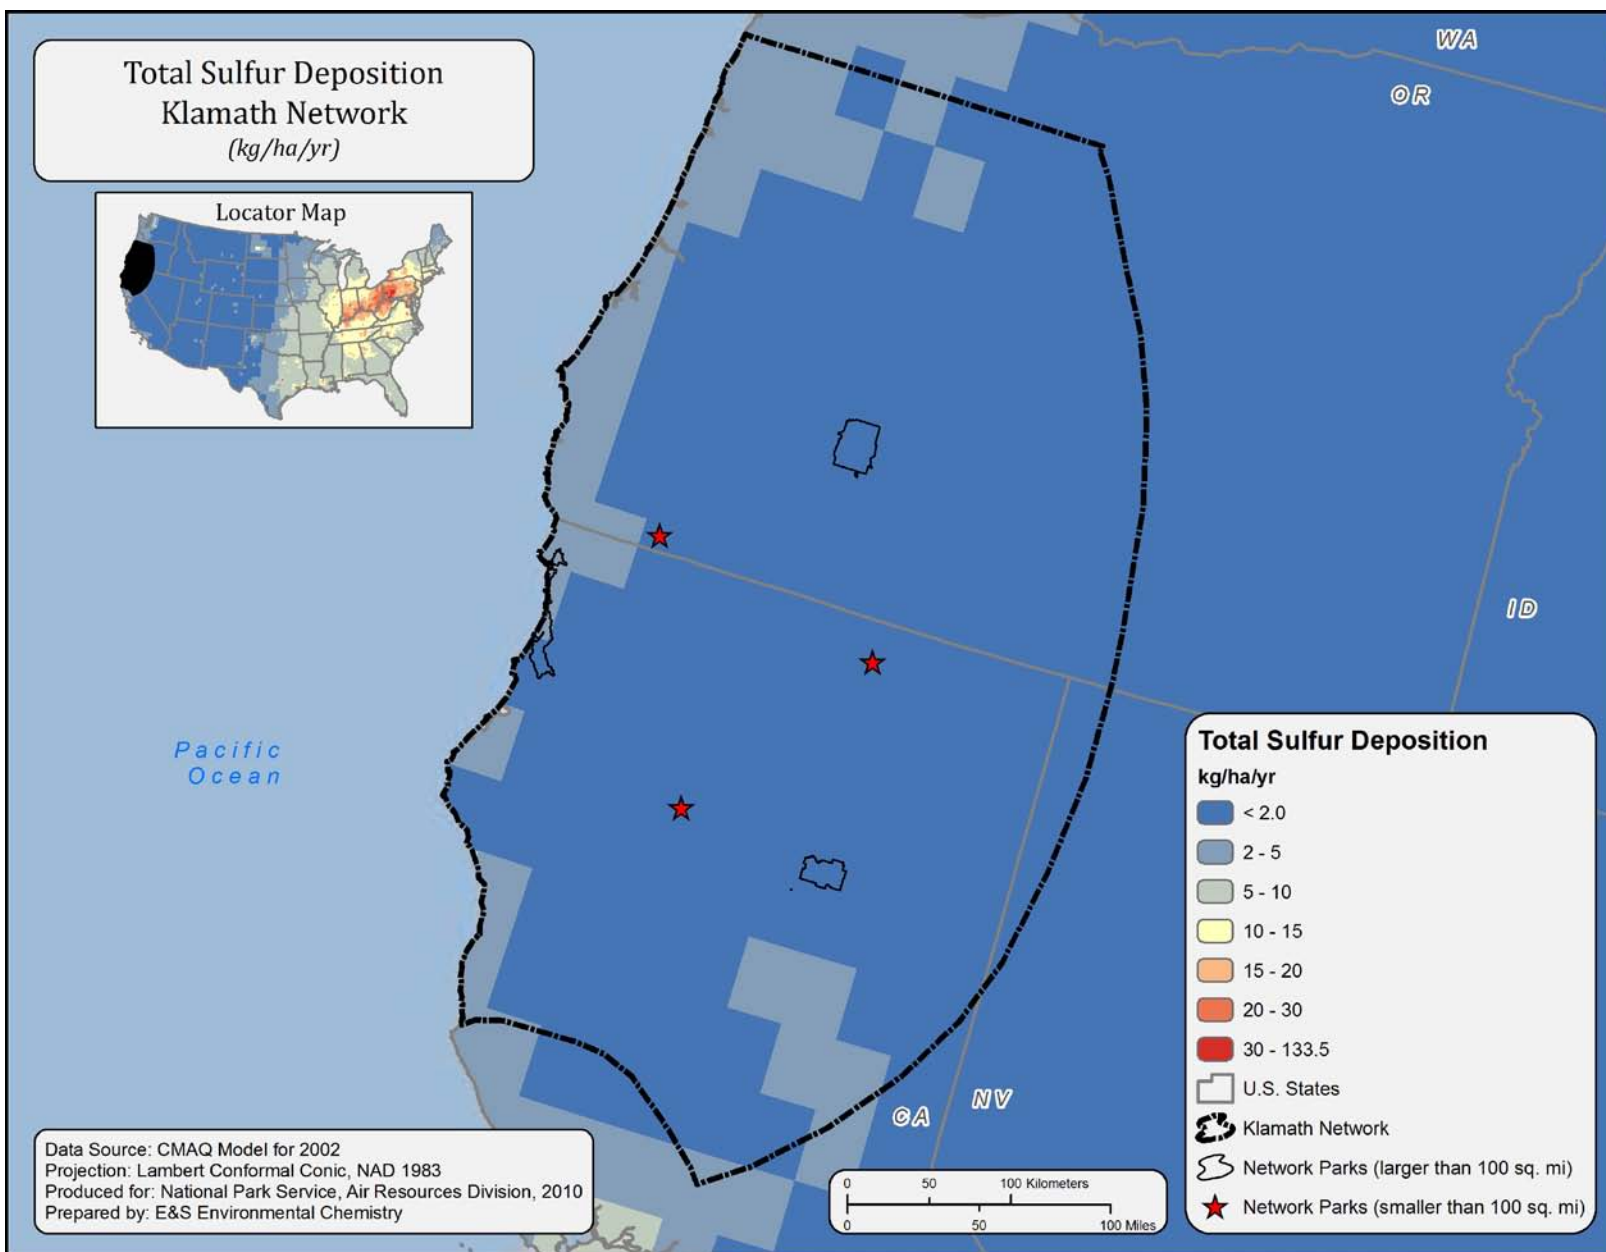 Total Sulfur Deposition
Klamath Network
(kg/ha/yr)
Locator Map
WA
OR
ID
Pacific
Ocean
CA
NV
Total Sulfur Deposition
kg/ha/yr
< 2.0
2 - 5
5 - 10
10 - 15
15 - 20
20 - 30
30 - 133.5
U.S. States
Klamath Network
Network Parks (larger than 100 sq. mi)
Network Parks (smaller than 100 sq. mi)
Data Source: CMAQ Model for 2002
Projection: Lambert Conformal Conic, NAD 1983
Produced for: National Park Service, Air Resources Division, 2010
Prepared by: E&S Environmental Chemistry
0 50 100 Kilometers
0 50 100 Miles